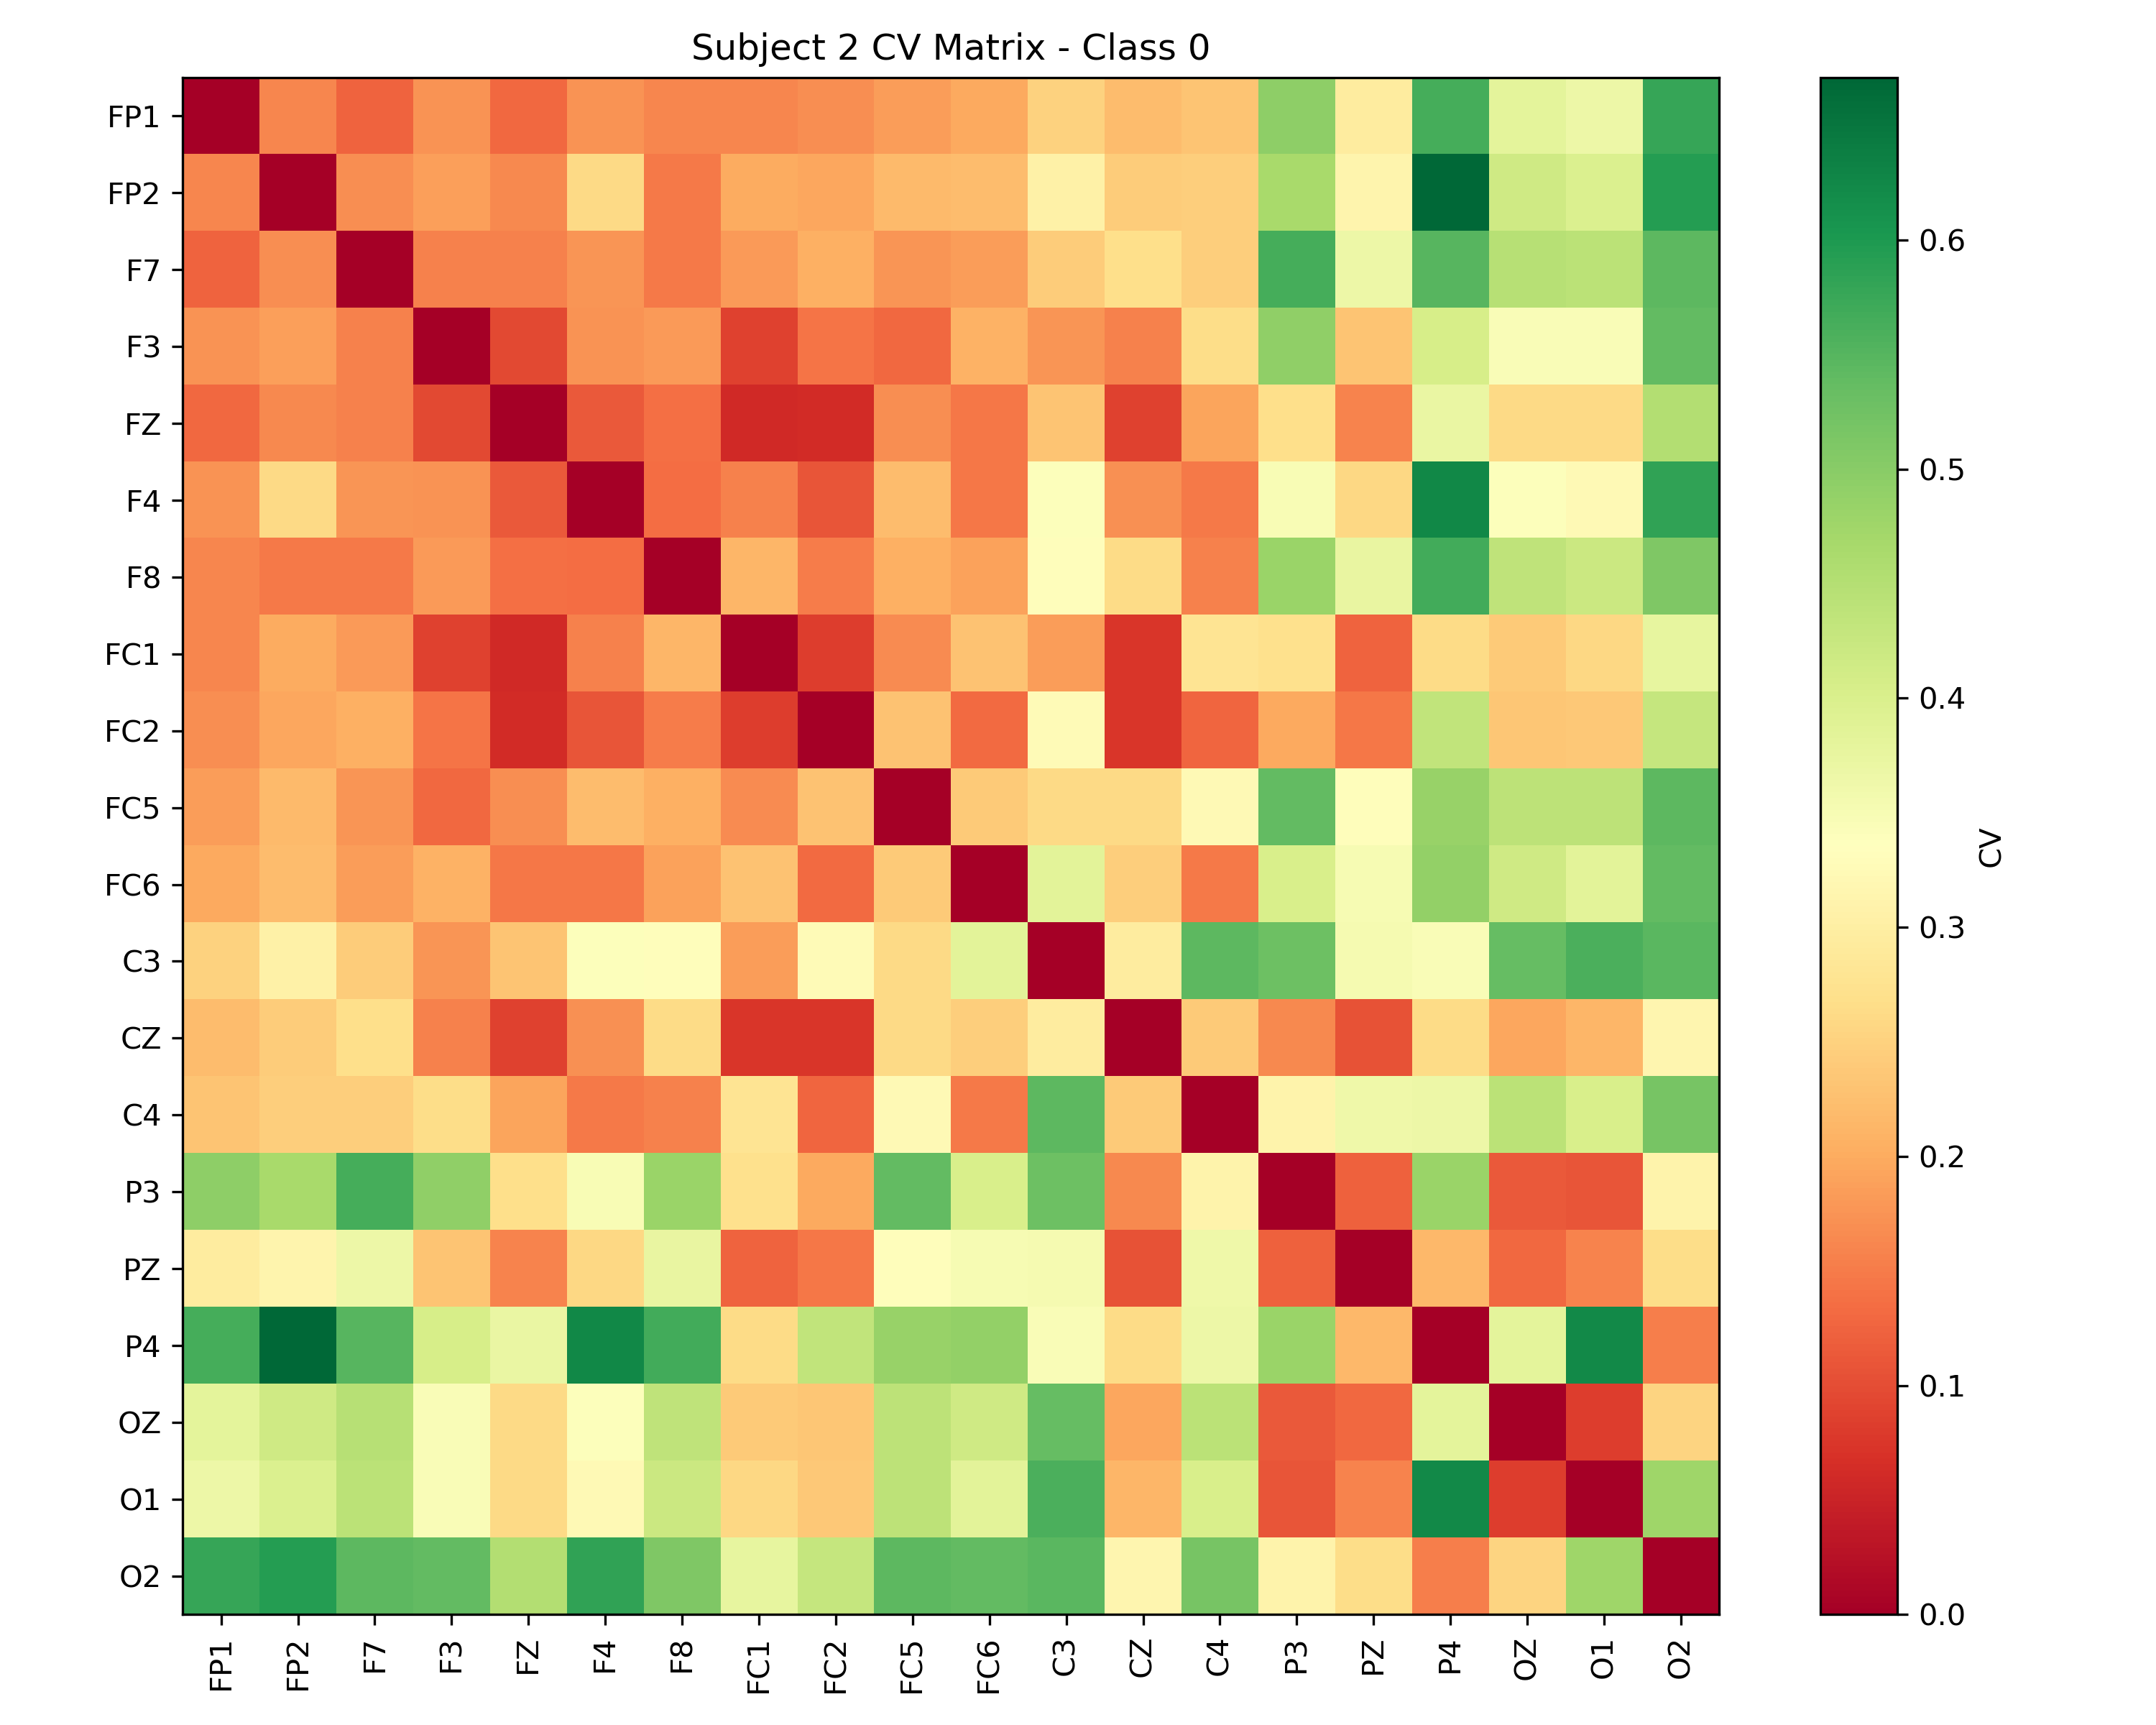 Subject 2 CV Matrix - Class 0
FP1
FP2
F7
F3
FZ
F4
F8
FC1
FC2
FC5
FC6
C3
CZ
C4
P3
PZ
P4
OZ
O1
O2
FP1 FP2 F7 F3 FZ F4 F8 FC1 FC2 FC5 FC6 C3 CZ C4 P3 PZ P4 OZ O1 O2
0.6
0.5
0.4
0.3
0.2
0.1
0.0
CV